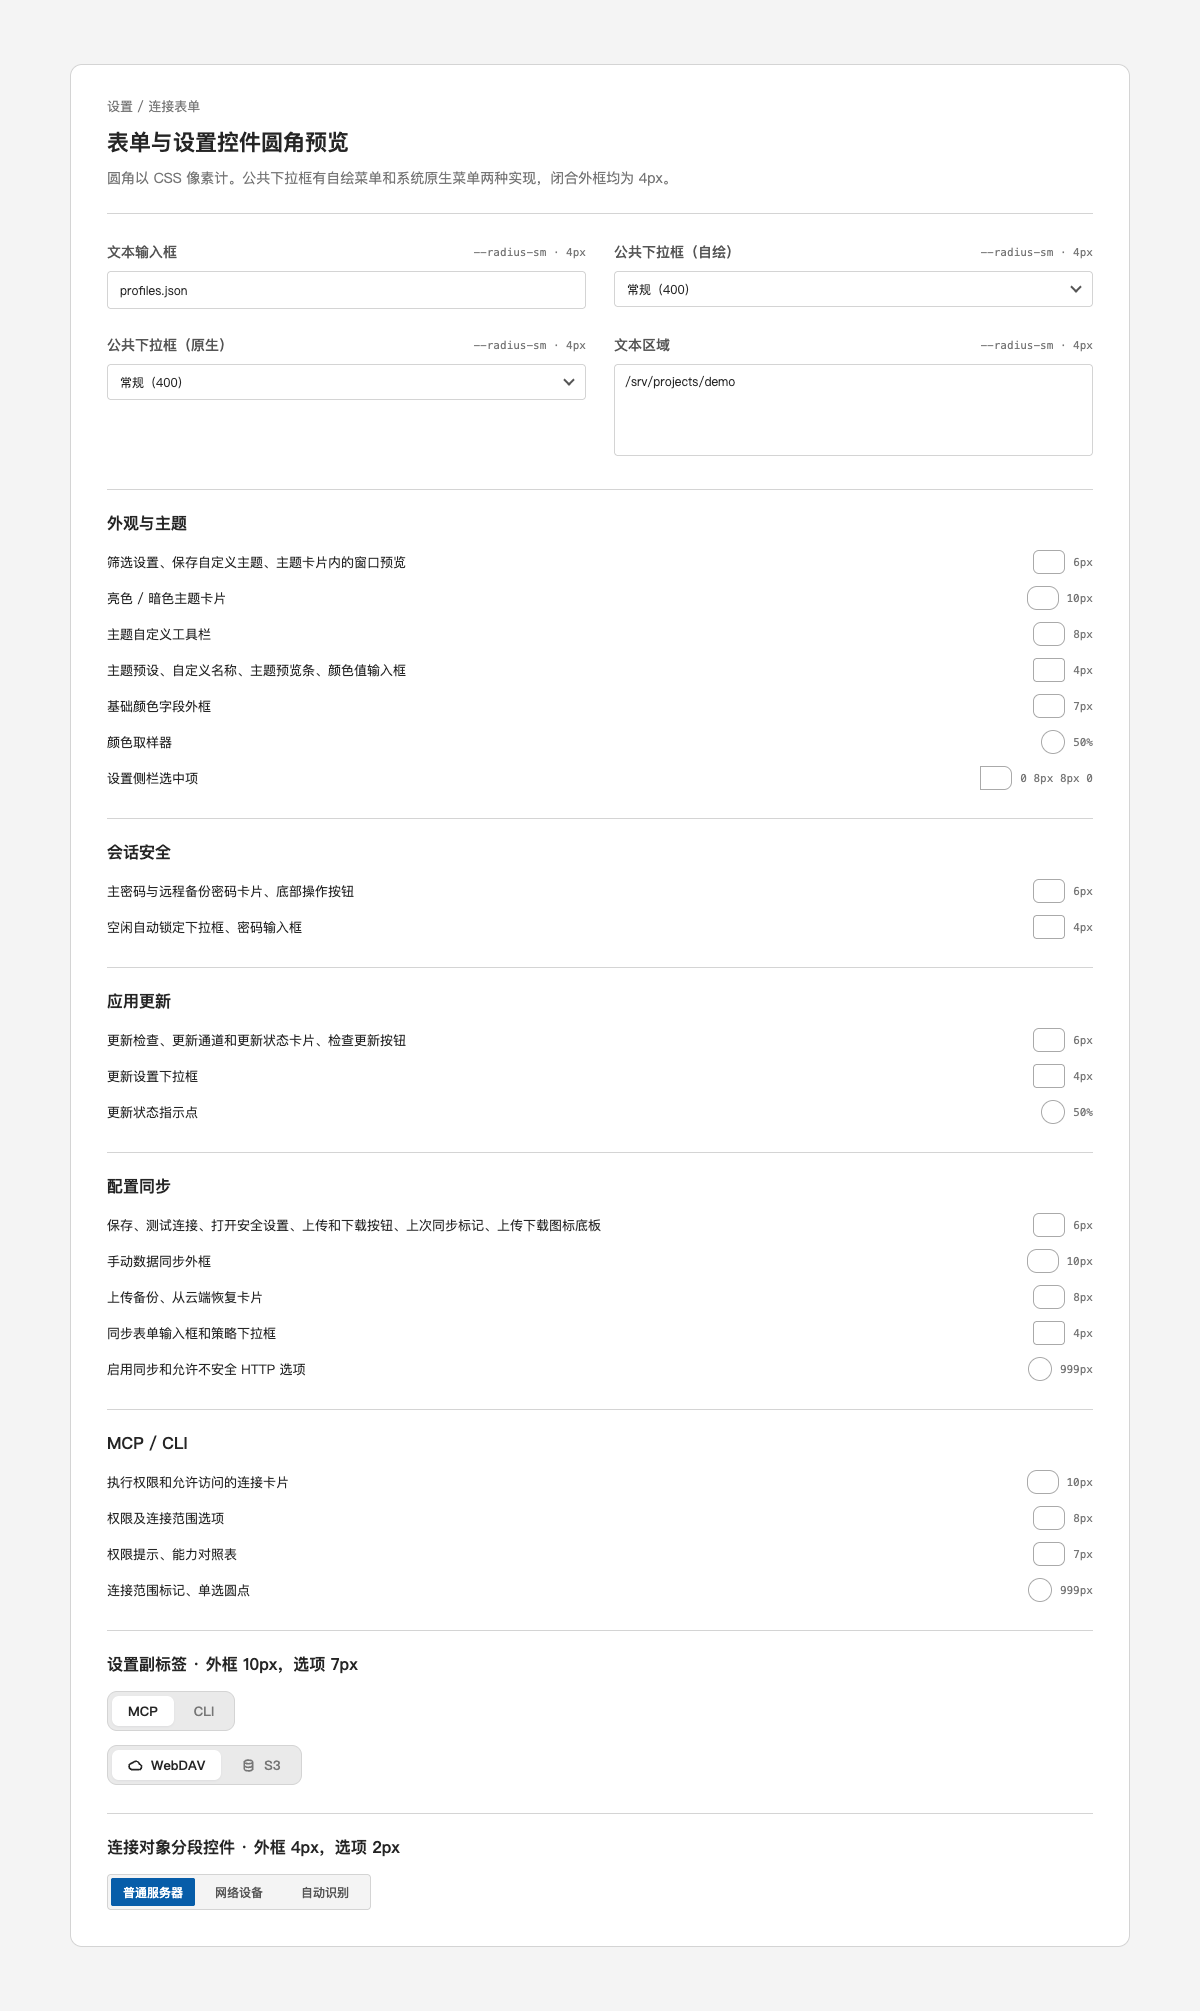 设置 / 连接表单
表单与设置控件圆角预览
圆角以 CSS 像素计。公共下拉框有自绘菜单和系统原生菜单两种实现，闭合外框均为 4px。
文本输入框 --radius-sm · 4px
profiles.json
公共下拉框（自绘） --radius-sm · 4px
常规（400）
公共下拉框（原生） --radius-sm · 4px
常规（400）
文本区域 --radius-sm · 4px
/srv/projects/demo
外观与主题
筛选设置、保存自定义主题、主题卡片内的窗口预览 6px
亮色 / 暗色主题卡片 10px
主题自定义工具栏 8px
主题预设、自定义名称、主题预览条、颜色值输入框 4px
基础颜色字段外框 7px
颜色取样器 50%
设置侧栏选中项 0 8px 8px 0
会话安全
主密码与远程备份密码卡片、底部操作按钮 6px
空闲自动锁定下拉框、密码输入框 4px
应用更新
更新检查、更新通道和更新状态卡片、检查更新按钮 6px
更新设置下拉框 4px
更新状态指示点 50%
配置同步
保存、测试连接、打开安全设置、上传和下载按钮、上次同步标记、上传下载图标底板 6px
手动数据同步外框 10px
上传备份、从云端恢复卡片 8px
同步表单输入框和策略下拉框 4px
启用同步和允许不安全 HTTP 选项 999px
MCP / CLI
执行权限和允许访问的连接卡片 10px
权限及连接范围选项 8px
权限提示、能力对照表 7px
连接范围标记、单选圆点 999px
设置副标签 · 外框 10px，选项 7px
MCP CLI
WebDAV S3
连接对象分段控件 · 外框 4px，选项 2px
普通服务器 网络设备 自动识别